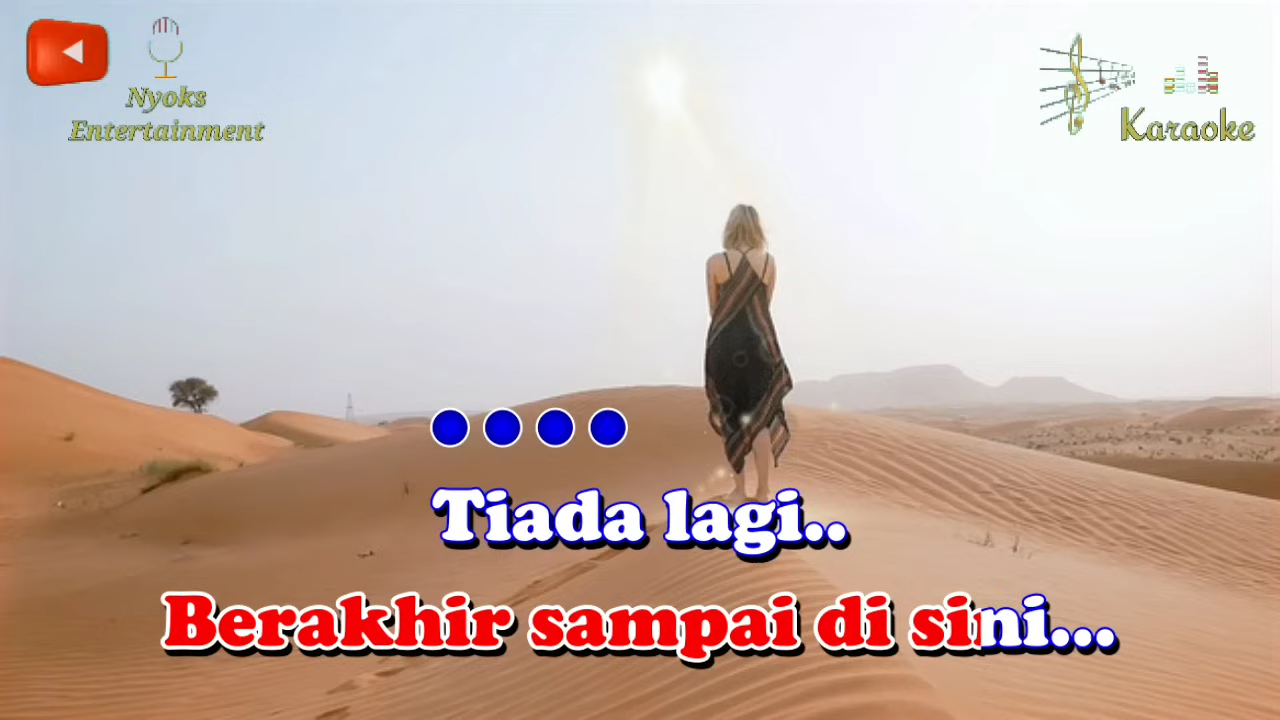 Nyoks
Entertainment
Karaoke
Tiada lagi..
Berakhir sampai di sini...